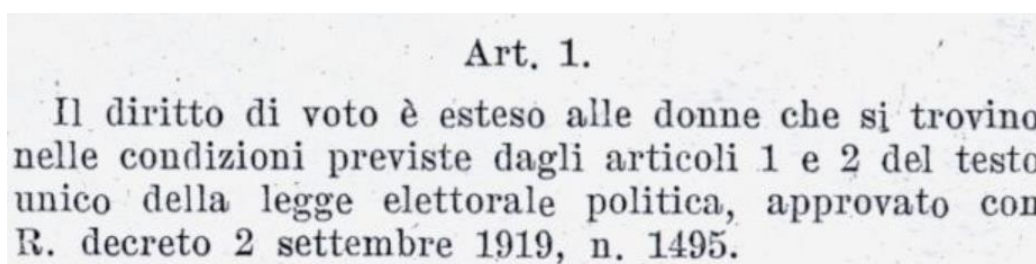 Art. 1.
Il diritto di voto è esteso alle donne che si trovino
nelle condizioni previste dagli articoli 1 e 2 del testo
unico della legge elettorale politica, approvato con
R. decreto 2 settembre 1919, n. 1495.